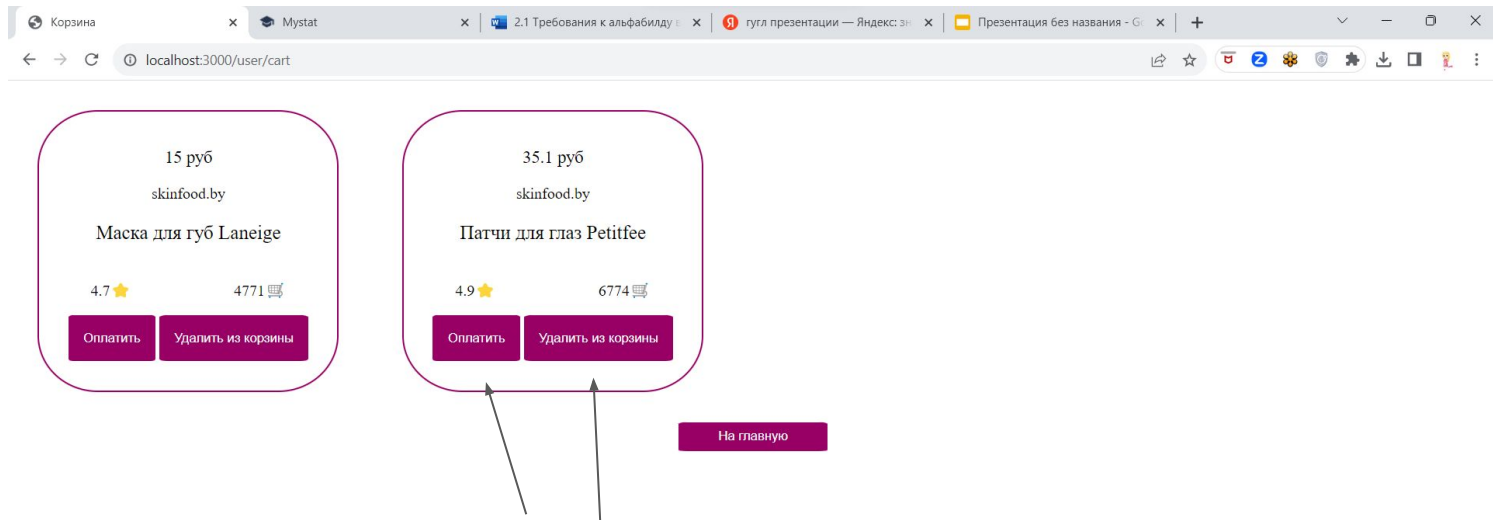 Корзина
Mystat
2.1 Требования к альфабилду в
гугл презентации — Яндекс: зн
Презентация без названия - Go
localhost:3000/user/cart
15 руб
skinfood.by
Маска для губ Laneige
4.7 4771
Оплатить Удалить из корзины
35.1 руб
skinfood.by
Патчи для глаз Petitfee
4.9 6774
Оплатить Удалить из корзины
На главную